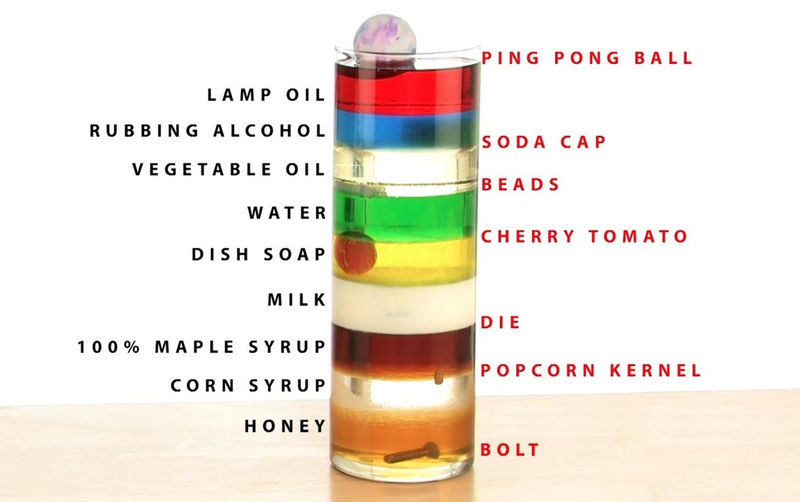 PING PONG BALL
LAMP OIL
RUBBING ALCOHOL
SODA CAP
VEGETABLE OIL
BEADS
WATER
CHERRY TOMATO
DISH SOAP
MILK
DIE
100% MAPLE SYRUP
POPCORN KERNEL
CORN SYRUP
HONEY
BOLT